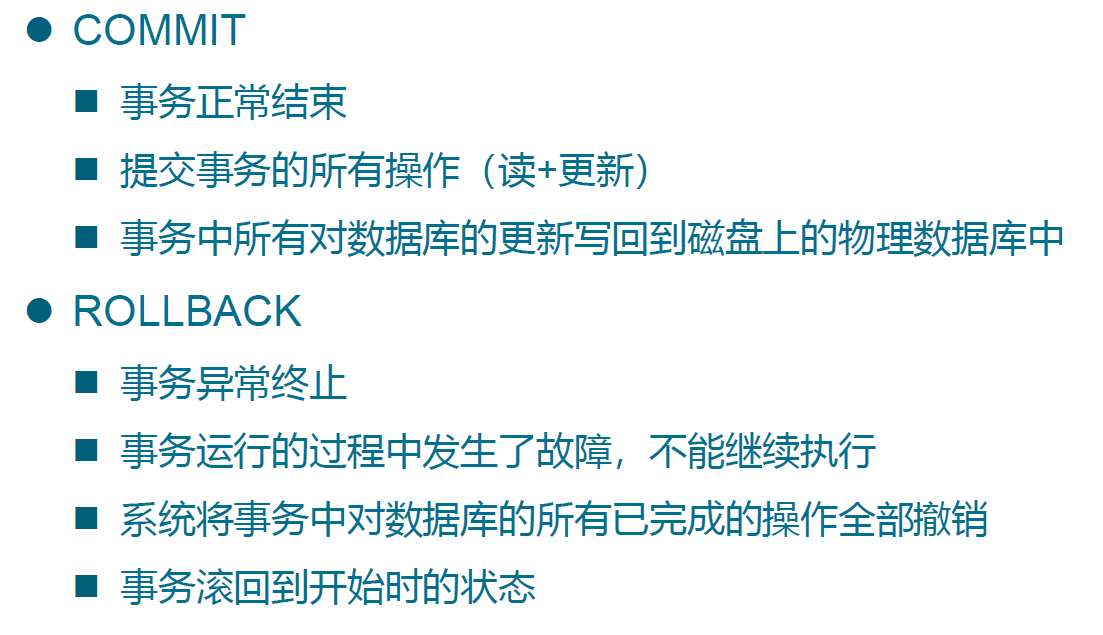 COMMIT
事务正常结束
提交事务的所有操作（读+更新）
事务中所有对数据库的更新写回到磁盘上的物理数据库中
ROLLBACK
事务异常终止
事务运行的过程中发生了故障，不能继续执行
系统将事务中对数据库的所有已完成的操作全部撤销
事务滚回到开始时的状态